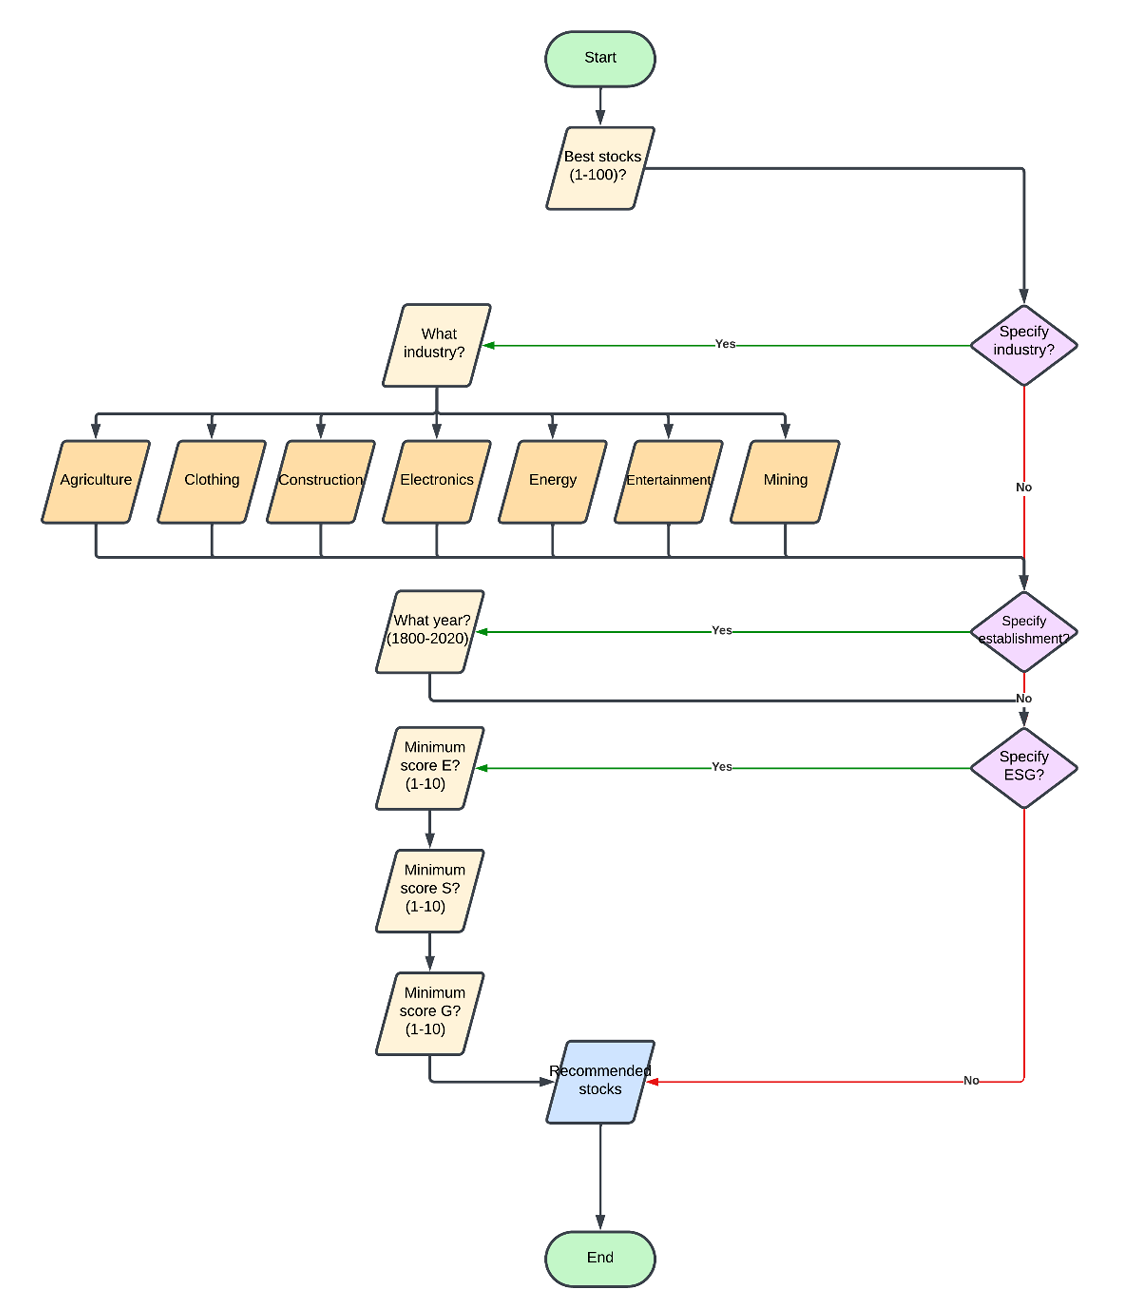 Start
Best stocks
(1-100)?
Specify
industry?
Yes
What
industry?
Agriculture
Clothing
Construction
Electronics
Energy
Entertainment
Mining
No
Specify
establishment?
Yes
What year?
(1800-2020)
No
Specify
ESG?
Yes
Minimum
score E?
(1-10)
Minimum
score S?
(1-10)
Minimum
score G?
(1-10)
No
Recommended
stocks
End